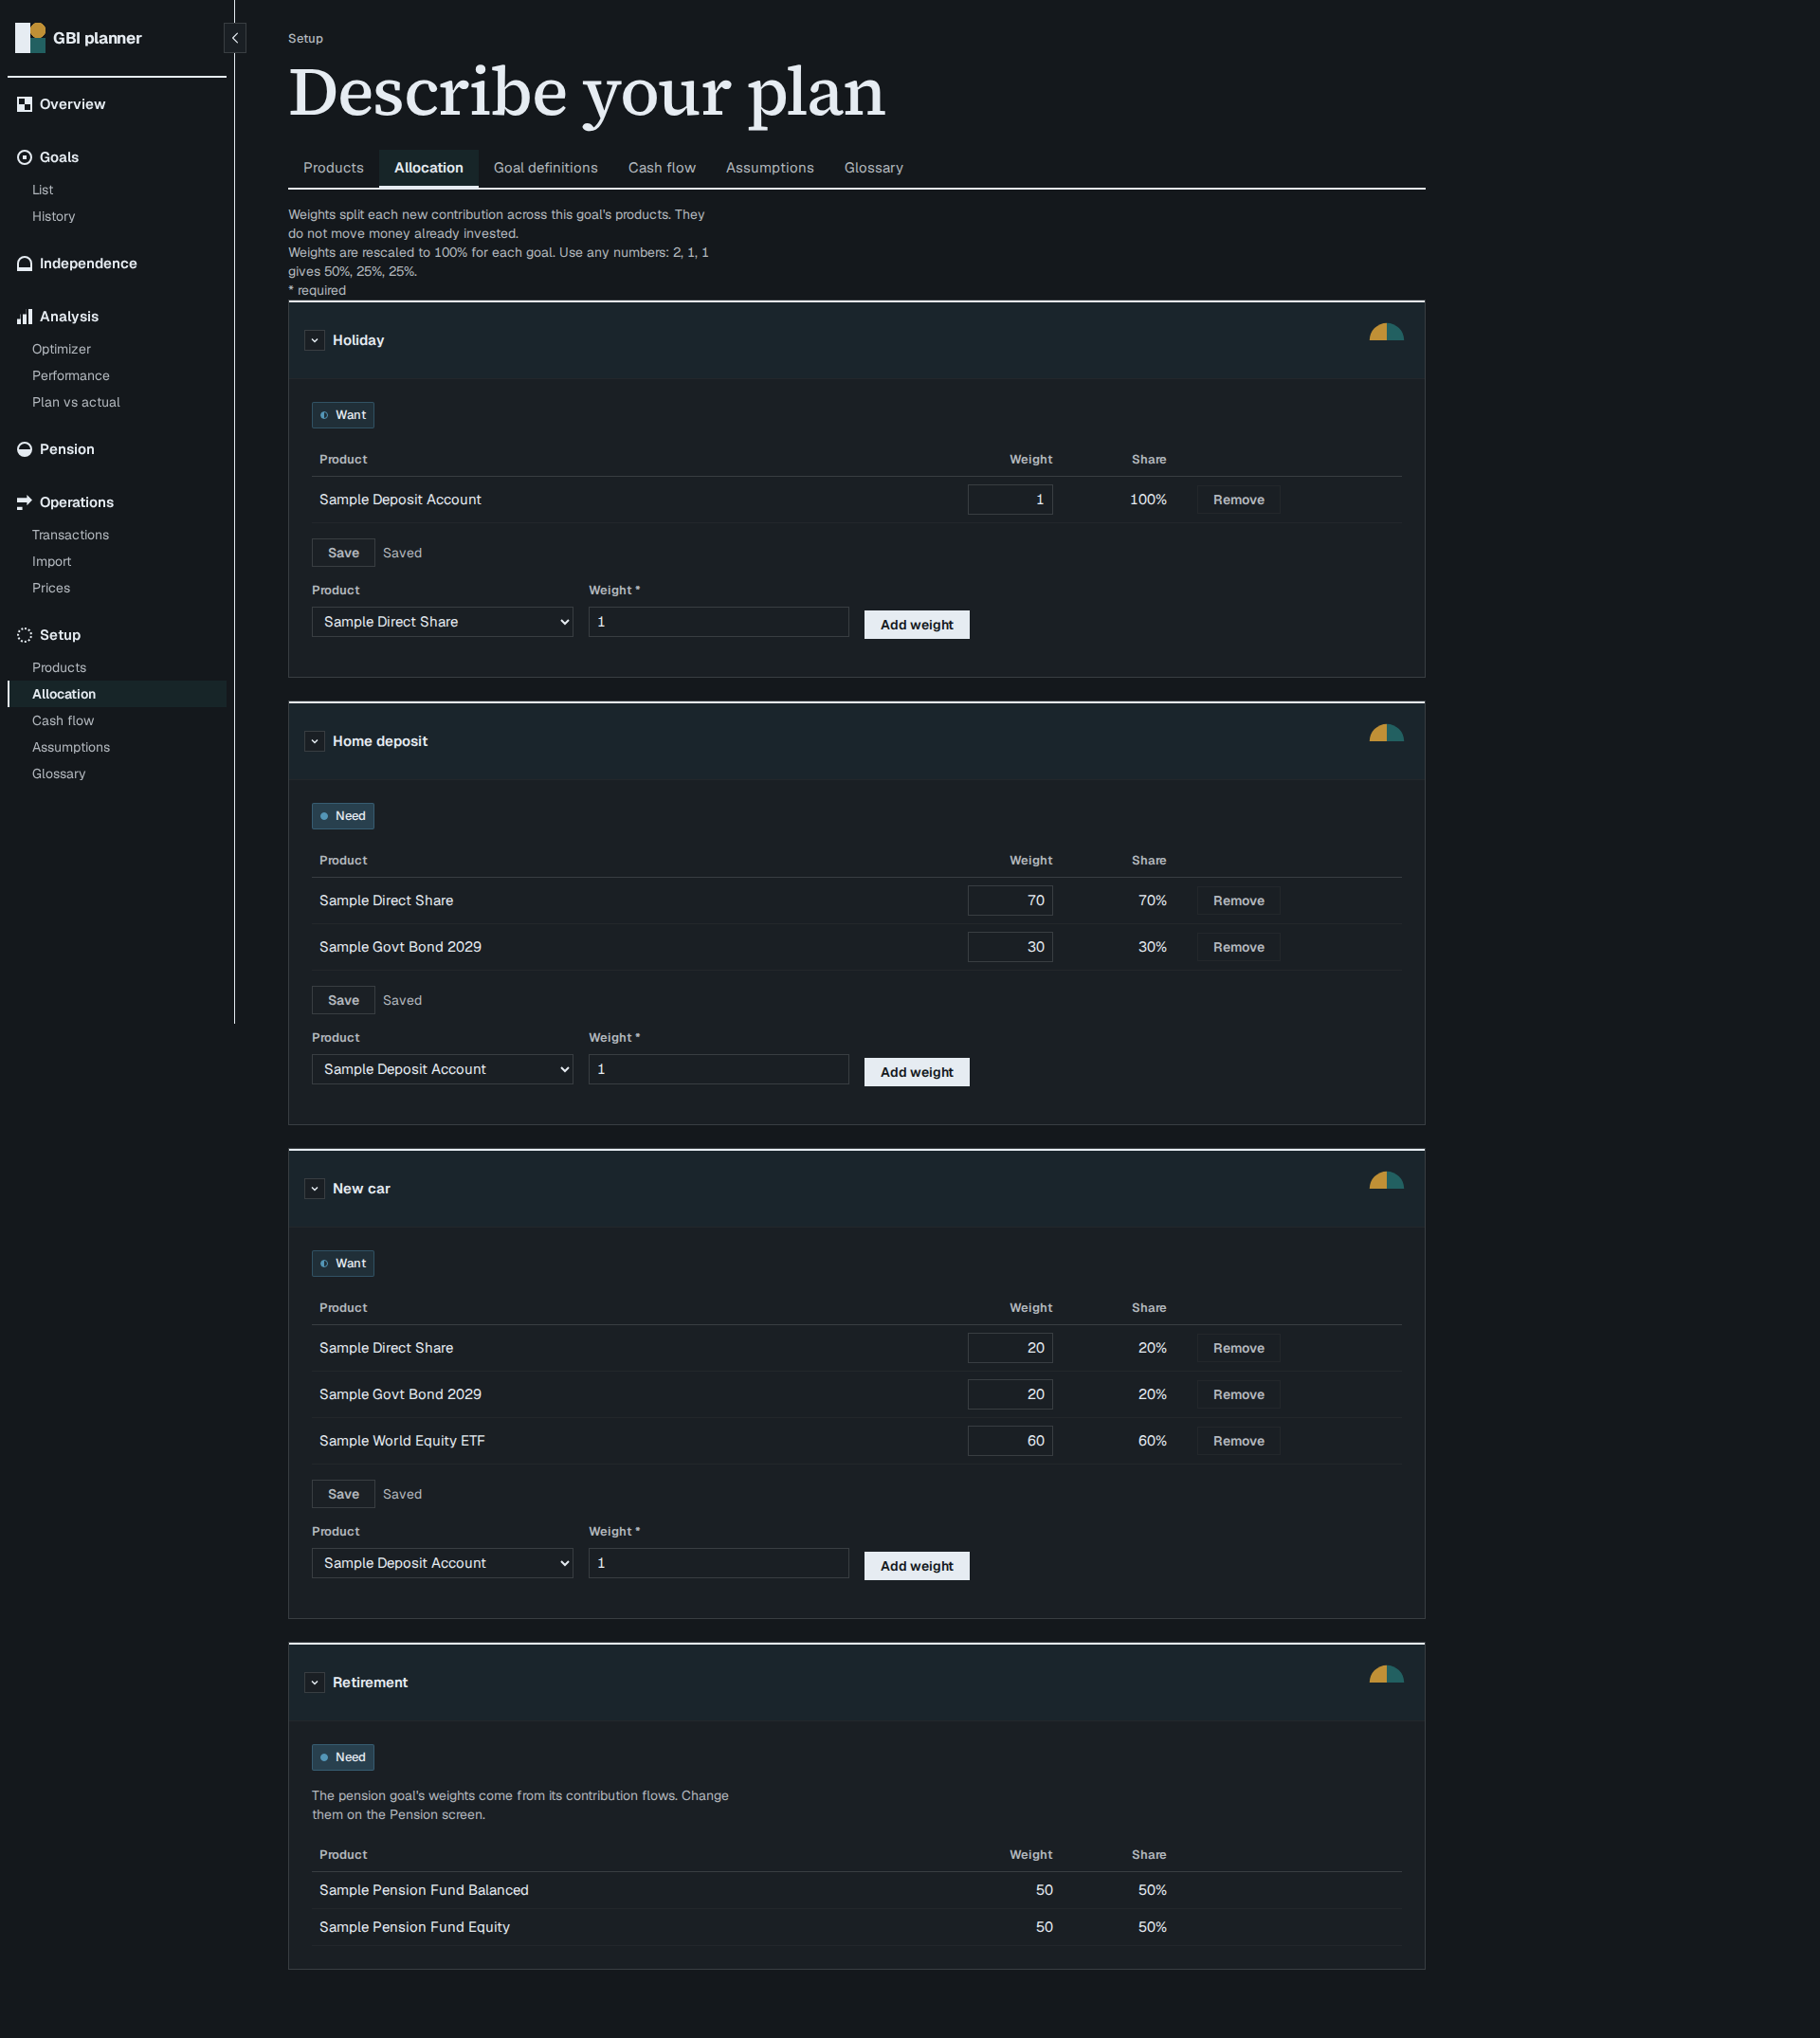 GBI planner
Overview
Goals
List
History
Independence
Analysis
Optimizer
Performance
Plan vs actual
Pension
Operations
Transactions
Import
Prices
Setup
Products
Allocation
Cash flow
Assumptions
Glossary
Setup
Describe your plan
Products Allocation Goal definitions Cash flow Assumptions Glossary
Weights split each new contribution across this goal's products. They
do not move money already invested.
Weights are rescaled to 100% for each goal. Use any numbers: 2, 1, 1
gives 50%, 25%, 25%.
* required
Holiday
Want
Product Weight Share
Sample Deposit Account 1 100% Remove
Save Saved
Product Weight *
Sample Direct Share 1 Add weight
Home deposit
Need
Product Weight Share
Sample Direct Share 70 70% Remove
Sample Govt Bond 2029 30 30% Remove
Save Saved
Product Weight *
Sample Deposit Account 1 Add weight
New car
Want
Product Weight Share
Sample Direct Share 20 20% Remove
Sample Govt Bond 2029 20 20% Remove
Sample World Equity ETF 60 60% Remove
Save Saved
Product Weight *
Sample Deposit Account 1 Add weight
Retirement
Need
The pension goal's weights come from its contribution flows. Change
them on the Pension screen.
Product Weight Share
Sample Pension Fund Balanced 50 50%
Sample Pension Fund Equity 50 50%